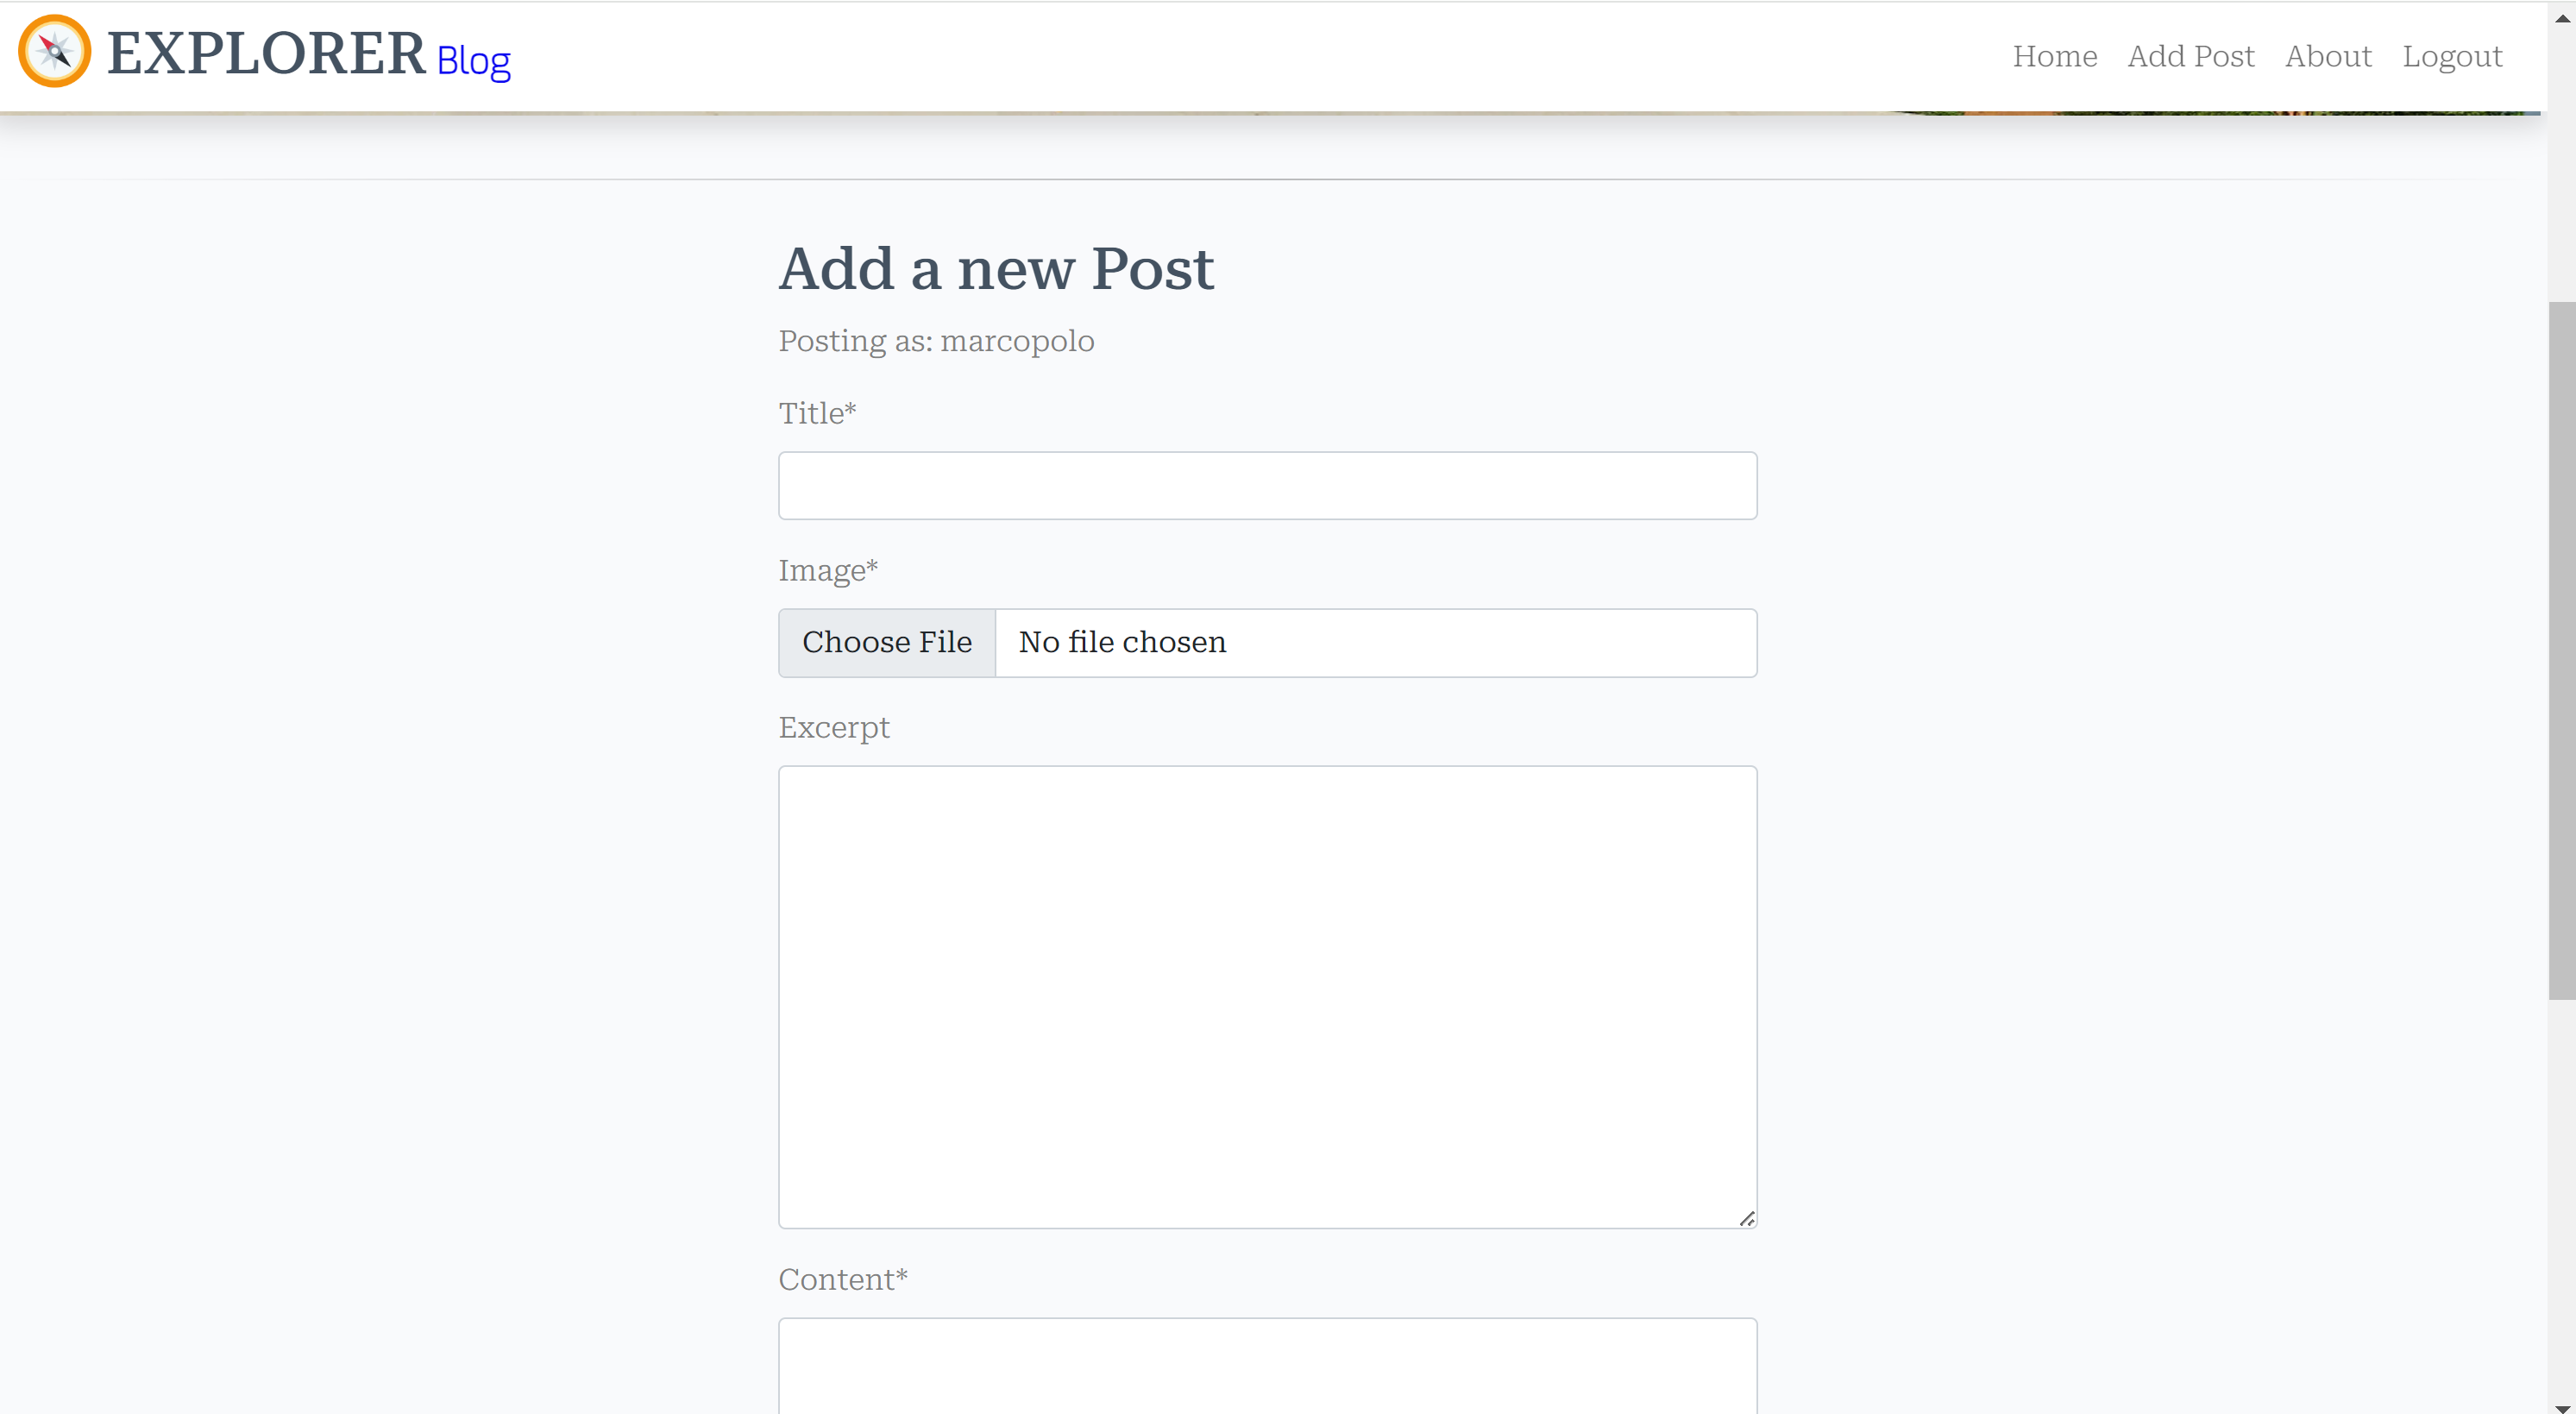 EXPLORER Blog
Home Add Post About Logout
Add a new Post
Posting as: marcopolo
Title*
Image*
Choose File No file chosen
Excerpt
Content*